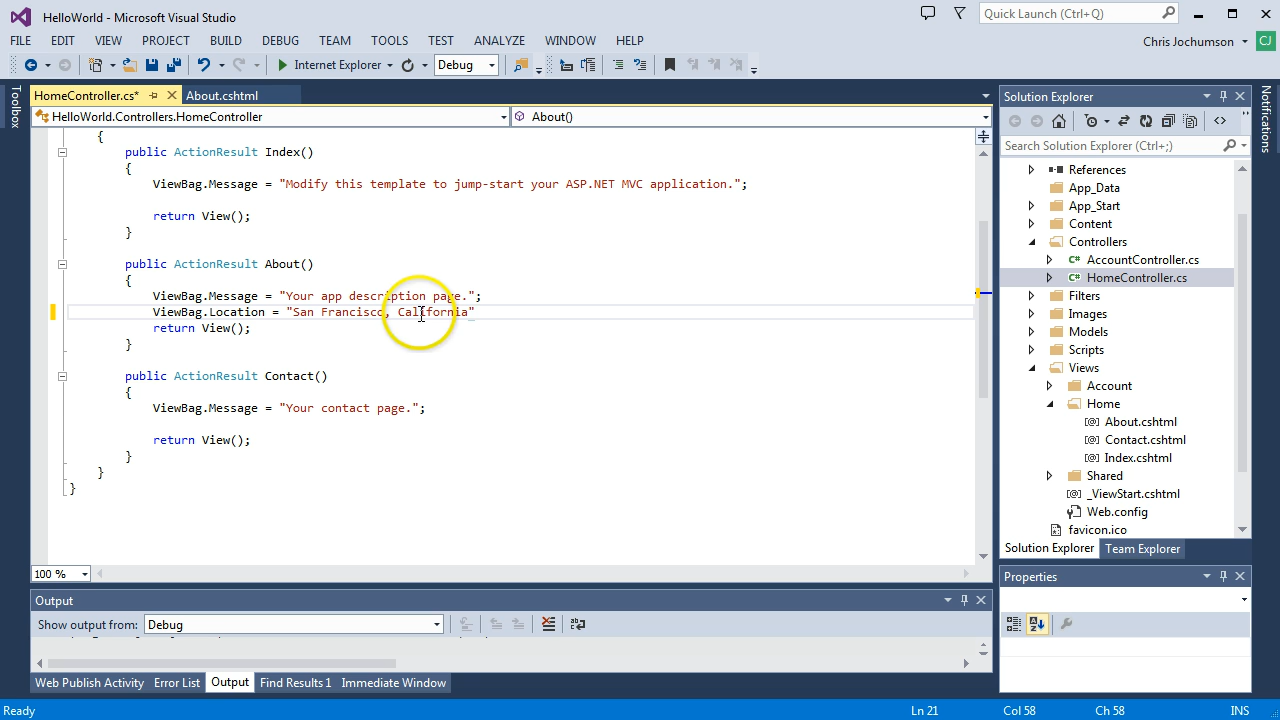 HelloWorld - Microsoft Visual Studio
Quick Launch (Ctrl+Q)
FILE EDIT VIEW PROJECT BUILD DEBUG TEAM TOOLS TEST ANALYZE WINDOW HELP
Chris Jochumson CJ
Internet Explorer Debug
Toolbox
HomeController.cs* About.cshtml
HelloWorld.Controllers.HomeController About()
{
public ActionResult Index()
{
ViewBag.Message = "Modify this template to jump-start your ASP.NET MVC application.";
return View();
}
public ActionResult About()
{
ViewBag.Message = "Your app description page.";
ViewBag.Location = "San Francisco, California"
return View();
}
public ActionResult Contact()
{
ViewBag.Message = "Your contact page.";
return View();
}
}
}
100 %
Output
Show output from: Debug
Web Publish Activity Error List Output Find Results 1 Immediate Window
Solution Explorer
Search Solution Explorer (Ctrl+;)
References
App_Data
App_Start
Content
Controllers
C# AccountController.cs
C# HomeController.cs
Filters
Images
Models
Scripts
Views
Account
Home
[@] About.cshtml
[@] Contact.cshtml
[@] Index.cshtml
Shared
[@] _ViewStart.cshtml
Web.config
favicon.ico
Solution Explorer Team Explorer
Properties
Notifications
Ready Ln 21 Col 58 Ch 58 INS